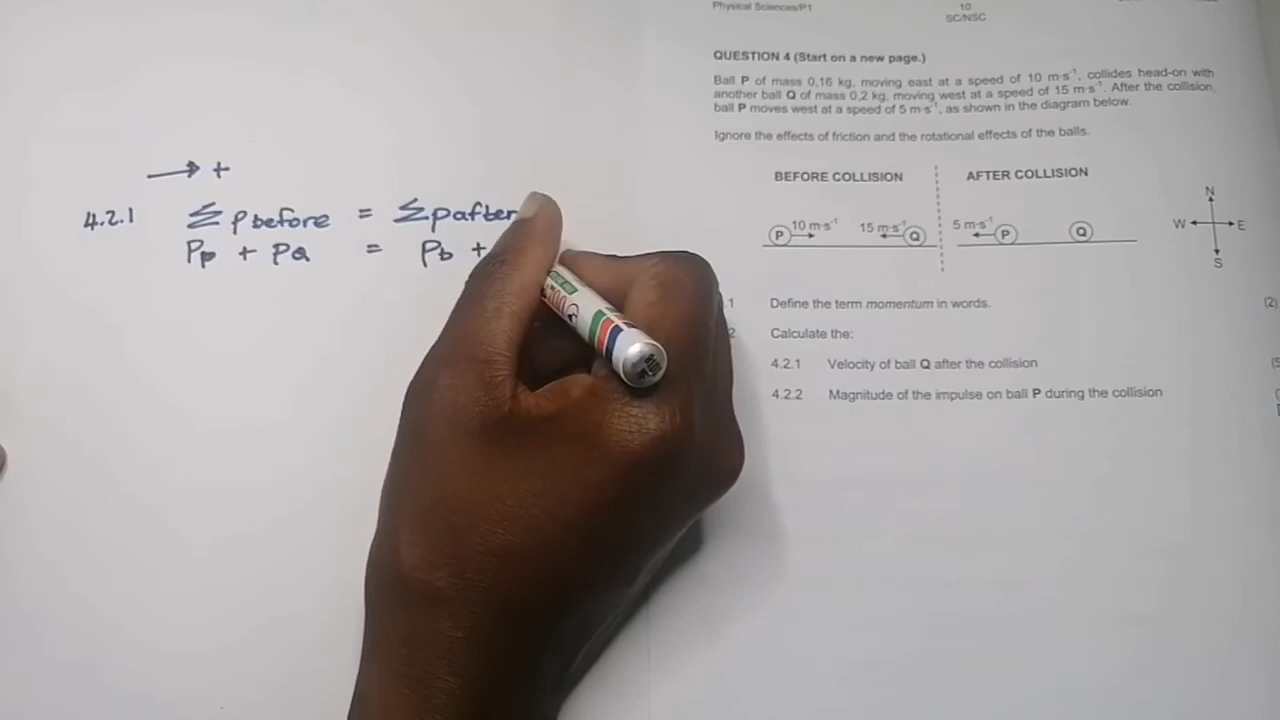 → +
4.2.1 Σpbefore = Σpafter
Pp + PQ = Pb +
Physical Sciences/P1
10
SC/NSC
QUESTION 4 (Start on a new page.)
Ball P of mass 0,16 kg, moving east at a speed of 10 m·s⁻¹, collides head-on with
another ball Q of mass 0,2 kg, moving west at a speed of 15 m·s⁻¹. After the collision,
ball P moves west at a speed of 5 m·s⁻¹, as shown in the diagram below.
Ignore the effects of friction and the rotational effects of the balls.
BEFORE COLLISION AFTER COLLISION
P 10 m·s⁻¹ 15 m·s⁻¹ Q 5 m·s⁻¹ P Q
N
W E
S
.1 Define the term momentum in words. (2)
2 Calculate the:
4.2.1 Velocity of ball Q after the collision (5
4.2.2 Magnitude of the impulse on ball P during the collision